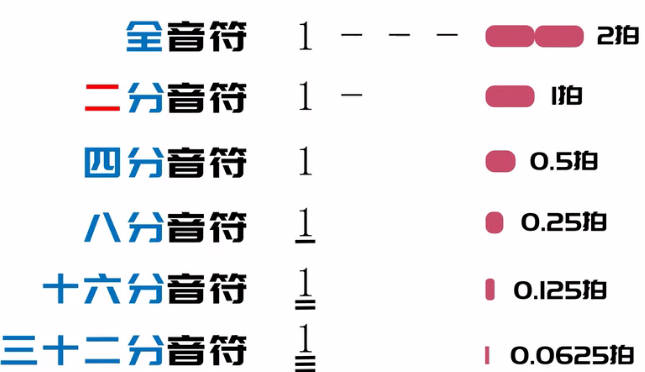 全音符 1 - - - 2拍
二分音符 1 - 1拍
四分音符 1 0.5拍
八分音符 1 0.25拍
十六分音符 1 0.125拍
三十二分音符 1 0.0625拍